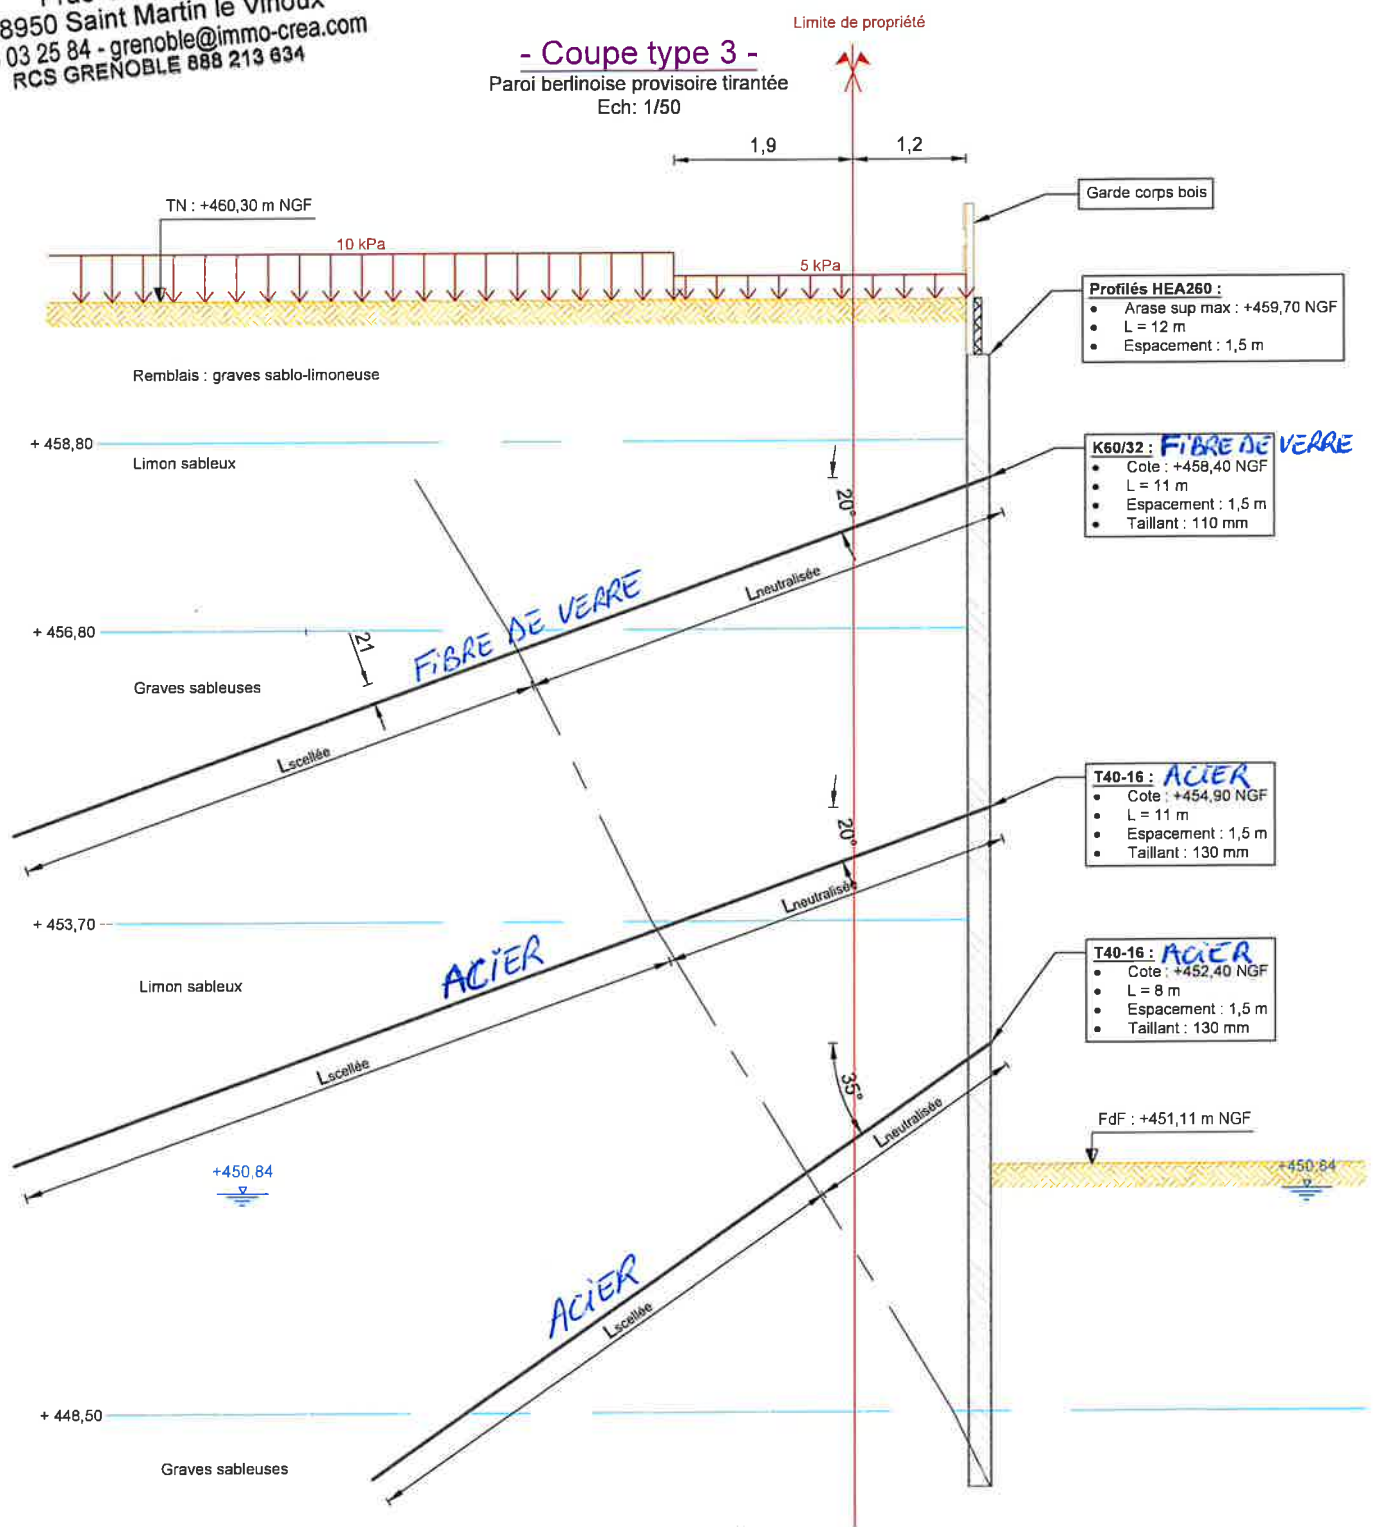 8950 Saint Martin le Vinoux
03 25 84 - grenoble@immo-crea.com
RCS GRENOBLE 888 213 634
- Coupe type 3 -
Paroi berlinoise provisoire tirantée
Ech: 1/50
Limite de propriété
1,9
1,2
TN : +460,30 m NGF
10 kPa
5 kPa
Garde corps bois
Profilés HEA260 :
• Arase sup max : +459,70 NGF
• L = 12 m
• Espacement : 1,5 m
Remblais : graves sablo-limoneuse
+ 458,80
Limon sableux
K60/32 : FIBRE DE VERRE
• Cote : +458,40 NGF
• L = 11 m
• Espacement : 1,5 m
• Taillant : 110 mm
20°
Lneutralisée
FIBRE DE VERRE
+ 456,80
21
Graves sableuses
Lscellée
T40-16 : ACIER
• Cote : +454,90 NGF
• L = 11 m
• Espacement : 1,5 m
• Taillant : 130 mm
20°
Lneutralisée
+ 453,70
ACIER
Limon sableux
Lscellée
T40-16 : ACIER
• Cote : +452,40 NGF
• L = 8 m
• Espacement : 1,5 m
• Taillant : 130 mm
35°
Lneutralisée
FdF : +451,11 m NGF
+450,84
+450,84
ACIER
Lscellée
+ 448,50
Graves sableuses